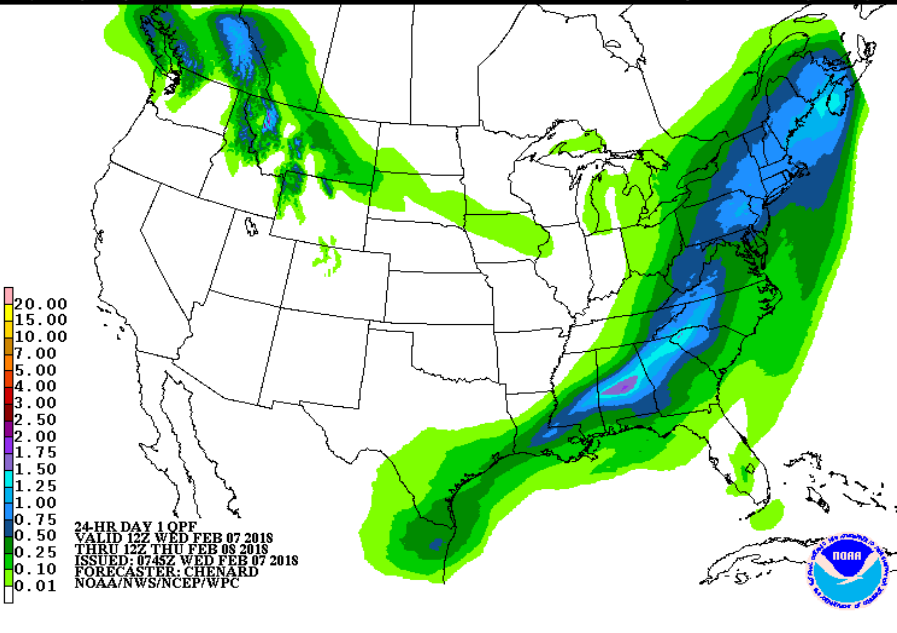 20.00
15.00
10.00
7.00
5.00
4.00
3.00
2.50
2.00
1.75
1.50
1.25
1.00
0.75
0.50
0.25
0.10
0.01
24-HR DAY 1 QPF
VALID 12Z WED FEB 07 2018
THRU 12Z THU FEB 08 2018
ISSUED: 0745Z WED FEB 07 2018
FORECASTER: CHENARD
NOAA/NWS/NCEP/WPC
NOAA